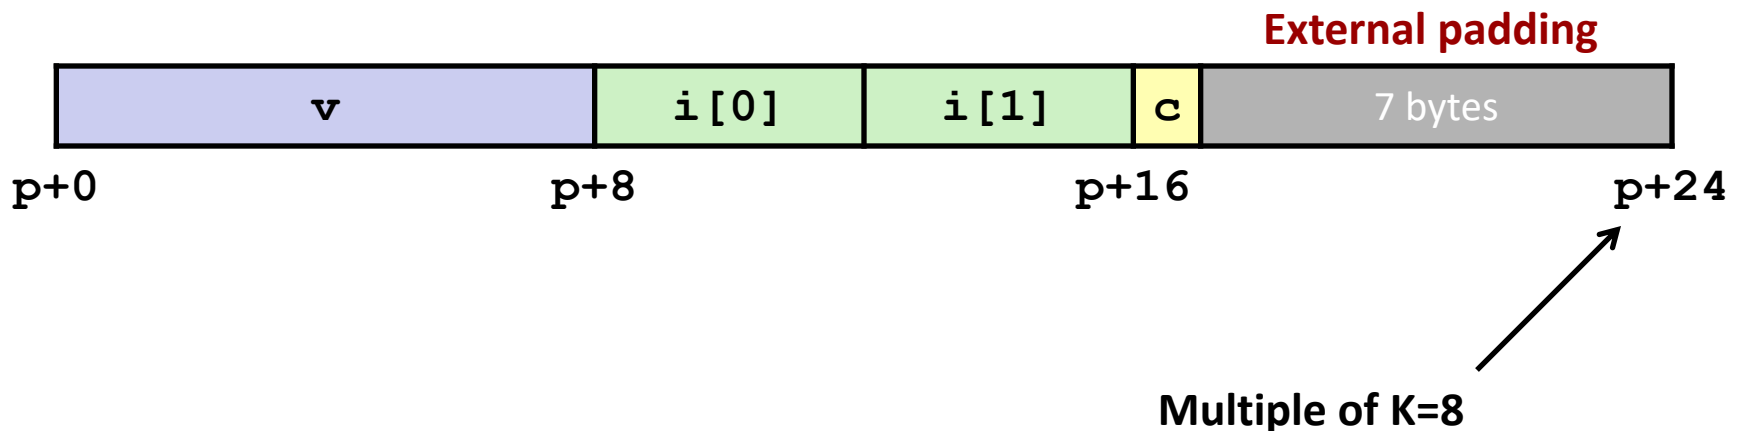 External padding
v i[0] i[1] c 7 bytes
p+0 p+8 p+16 p+24
Multiple of K=8